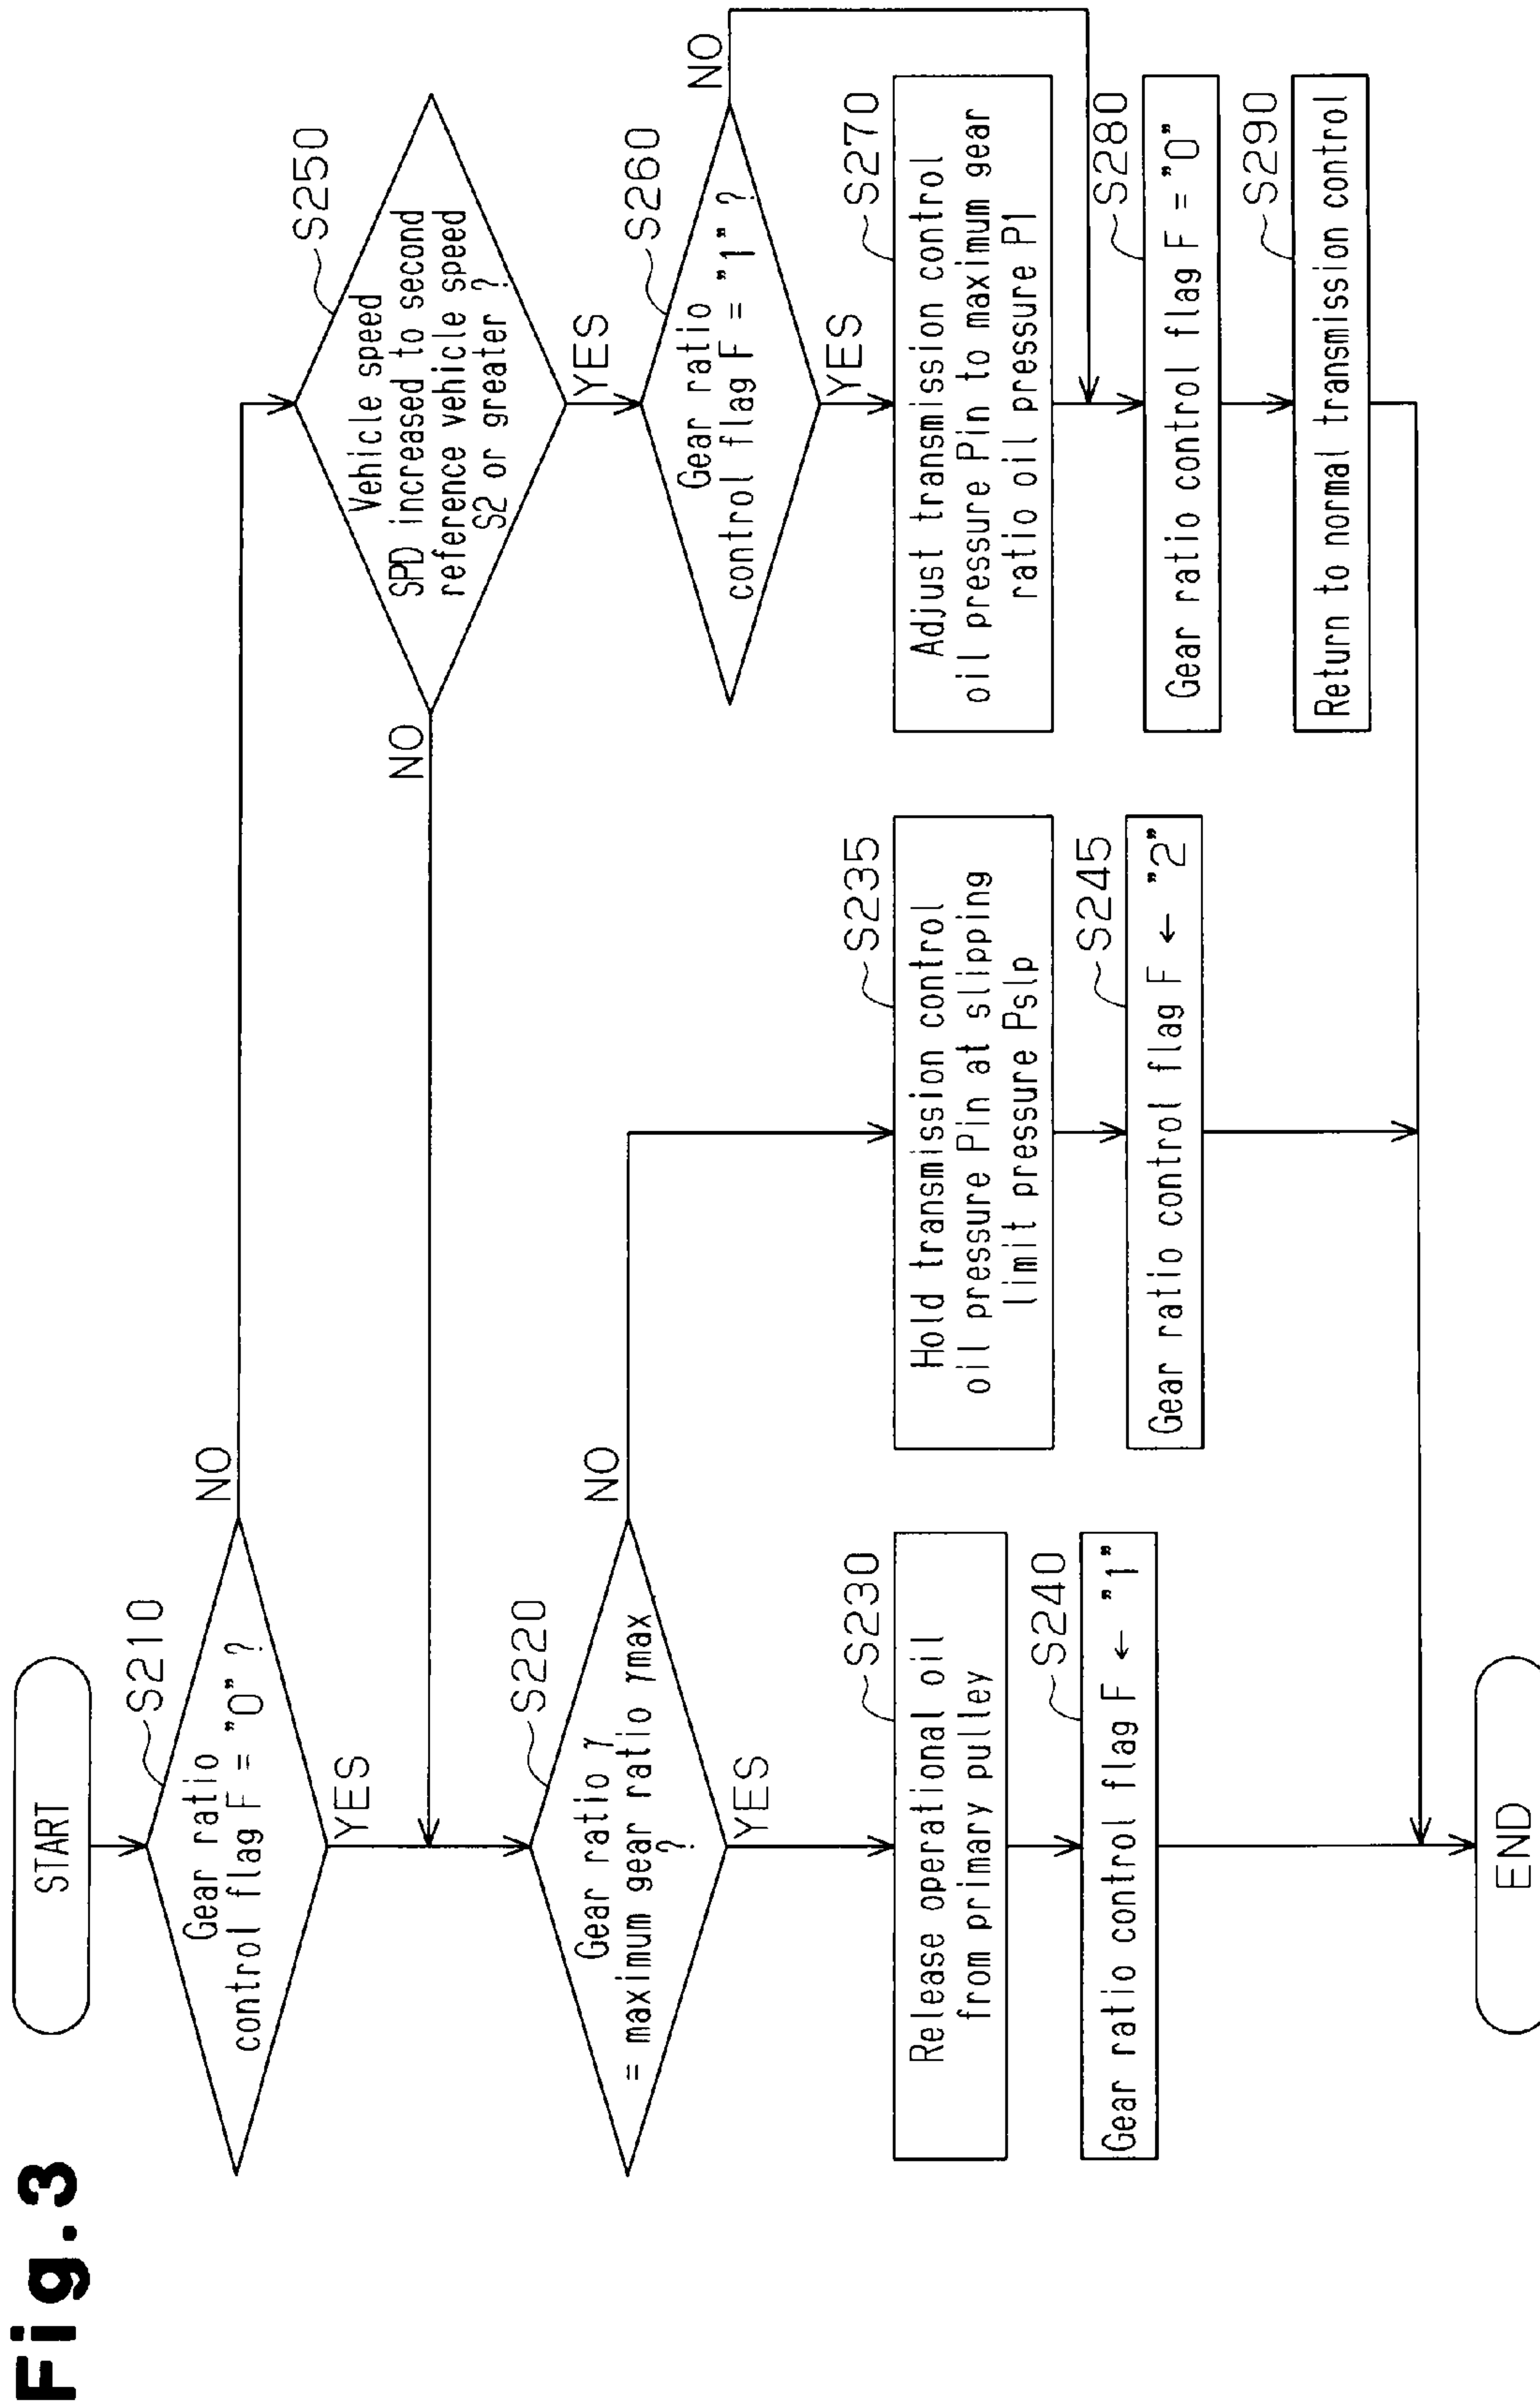 Fig.3
START
S210
Gear ratio
control flag F = "0" ?
NO
YES
S250
Vehicle speed
SPD increased to second
reference vehicle speed
S2 or greater ?
NO
YES
S220
Gear ratio γ
= maximum gear ratio γmax
?
NO
YES
S260
Gear ratio
control flag F = "1" ?
NO
YES
S230
Release operational oil
from primary pulley
S240
Gear ratio control flag F ← "1"
S235
Hold transmission control
oil pressure Pin at slipping
limit pressure Pslp
S245
Gear ratio control flag F ← "2"
S270
Adjust transmission control
oil pressure Pin to maximum gear
ratio oil pressure P1
S280
Gear ratio control flag F = "0"
S290
Return to normal transmission control
END